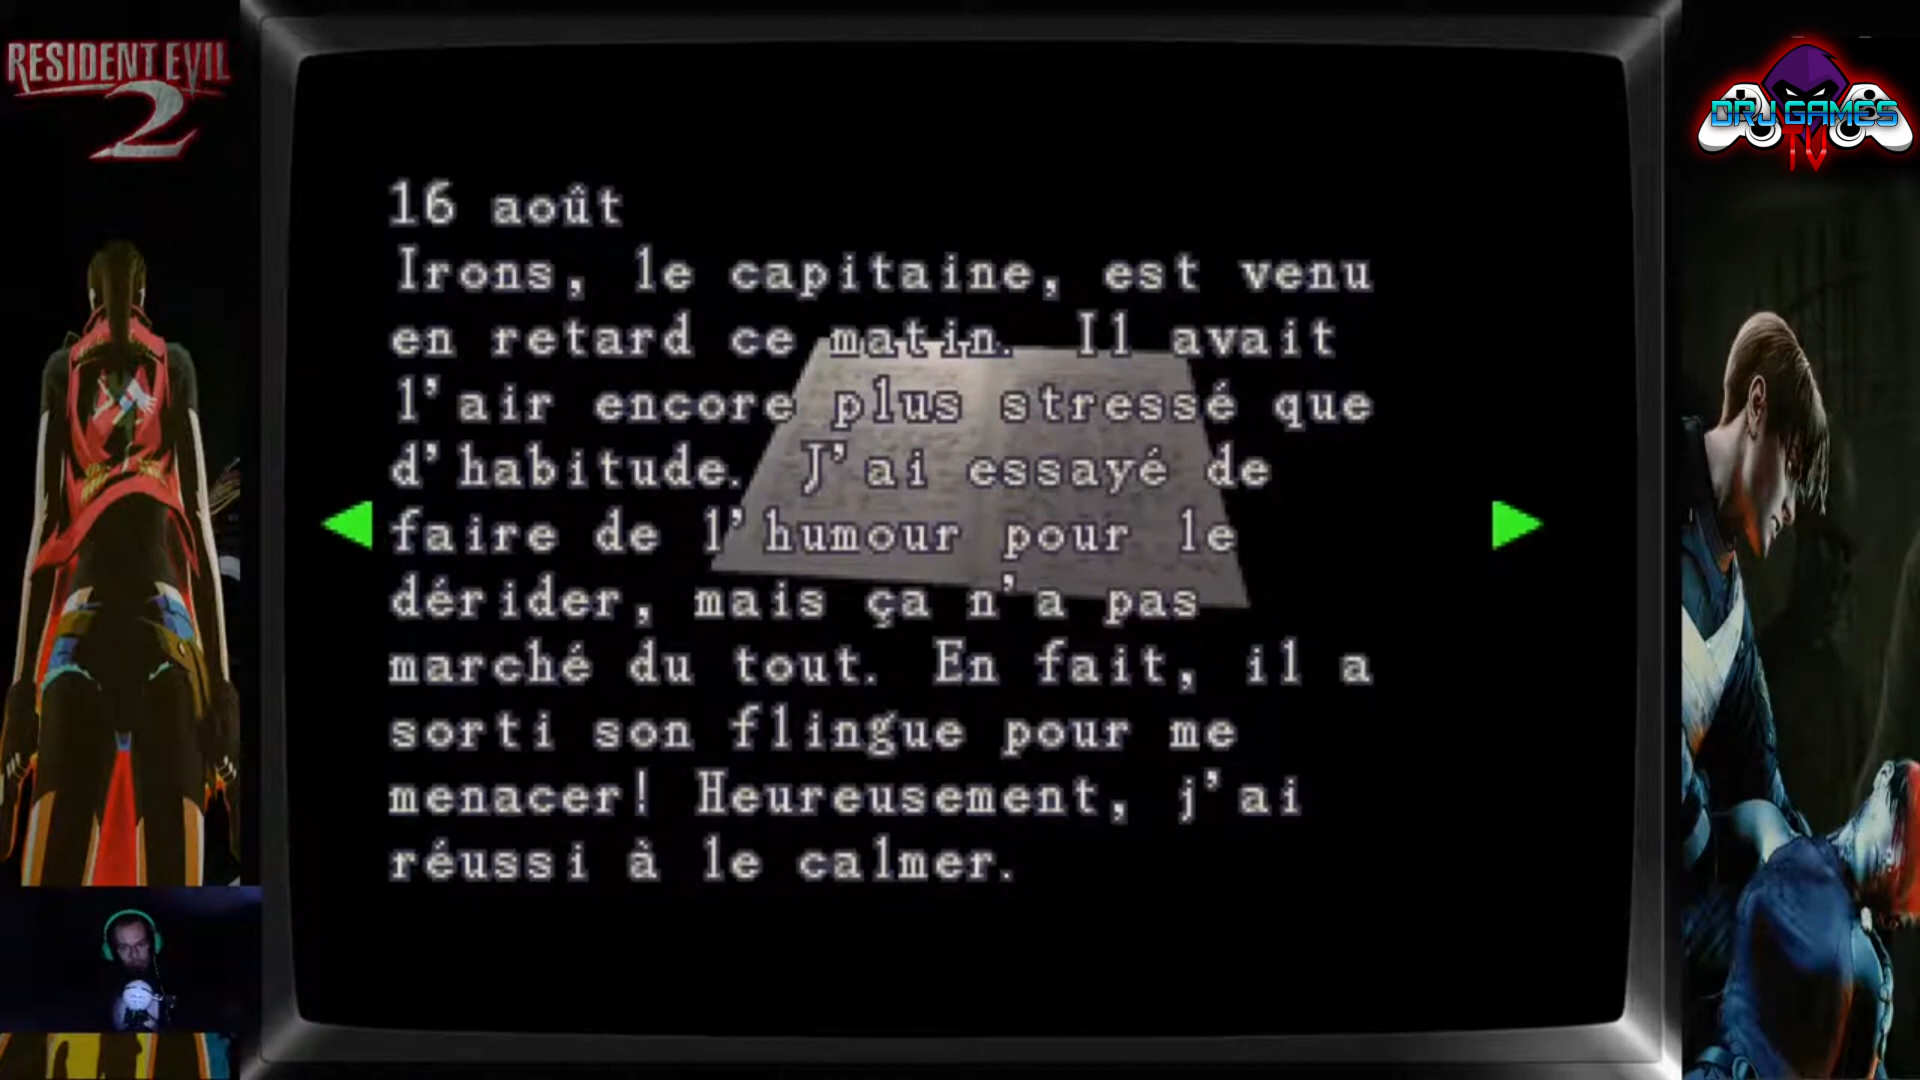 RESIDENT EVIL
2
DRJ GAMES
TV
16 août
Irons, le capitaine, est venu
en retard ce matin. Il avait
l'air encore plus stressé que
d'habitude. J'ai essayé de
faire de l'humour pour le
dérider, mais ça n'a pas
marché du tout. En fait, il a
sorti son flingue pour me
menacer! Heureusement, j'ai
réussi à le calmer.